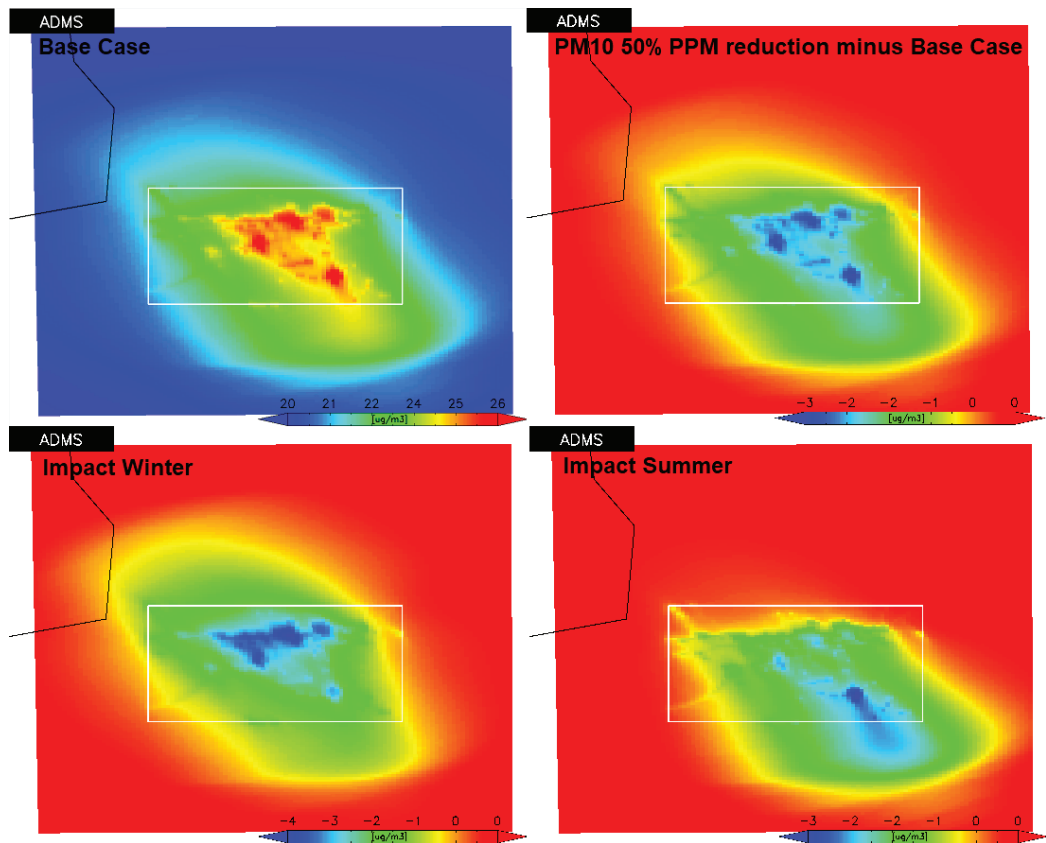 ADMS
Base Case
20 21 22 24 25 26
[ug/m3]
ADMS
PM10 50% PPM reduction minus Base Case
−3 −2 −2 −1 0 0
[ug/m3]
ADMS
Impact Winter
−4 −3 −2 −1 0 0
[ug/m3]
ADMS
Impact Summer
−3 −3 −2 −1 0 0
[ug/m3]